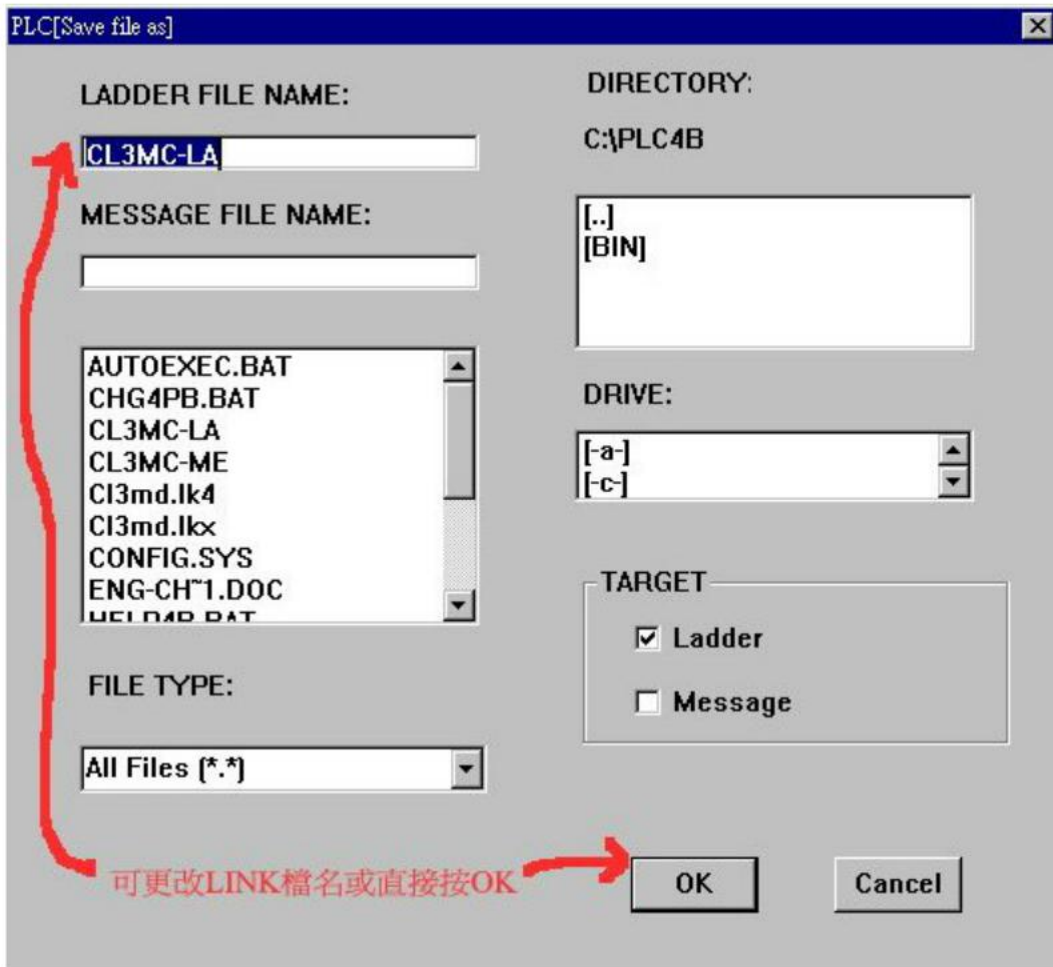 PLC[Save file as]
LADDER FILE NAME:
CL3MC-LA
MESSAGE FILE NAME:
AUTOEXEC.BAT
CHG4PB.BAT
CL3MC-LA
CL3MC-ME
Cl3md.lk4
Cl3md.lkx
CONFIG.SYS
ENG-CH~1.DOC
HELP4B.BAT
FILE TYPE:
All Files (*.*)
DIRECTORY:
C:\PLC4B
[..]
[BIN]
DRIVE:
[-a-]
[-c-]
TARGET
Ladder
Message
可更改LINK檔名或直接按OK
OK
Cancel